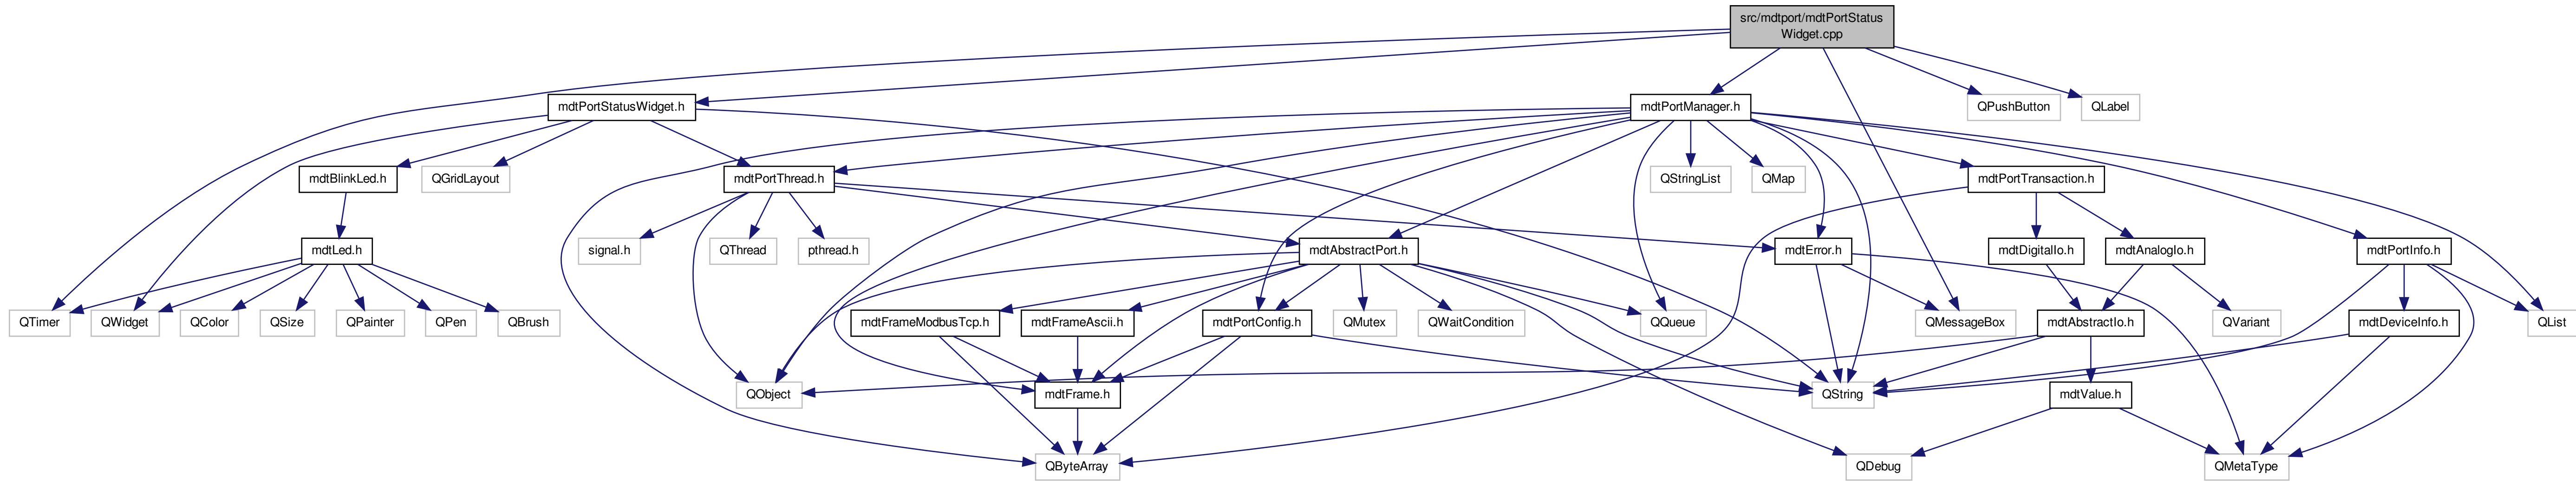 src/mdtport/mdtPortStatus
Widget.cpp
mdtPortStatusWidget.h
mdtPortManager.h
QPushButton
QLabel
mdtBlinkLed.h
QGridLayout
mdtPortThread.h
QStringList
QMap
mdtPortTransaction.h
mdtLed.h
signal.h
QThread
pthread.h
mdtAbstractPort.h
mdtError.h
mdtDigitalIo.h
mdtAnalogIo.h
mdtPortInfo.h
QTimer
QWidget
QColor
QSize
QPainter
QPen
QBrush
mdtFrameModbusTcp.h
mdtFrameAscii.h
mdtPortConfig.h
QMutex
QWaitCondition
QQueue
QMessageBox
mdtAbstractIo.h
QVariant
mdtDeviceInfo.h
QList
QObject
mdtFrame.h
QString
mdtValue.h
QByteArray
QDebug
QMetaType